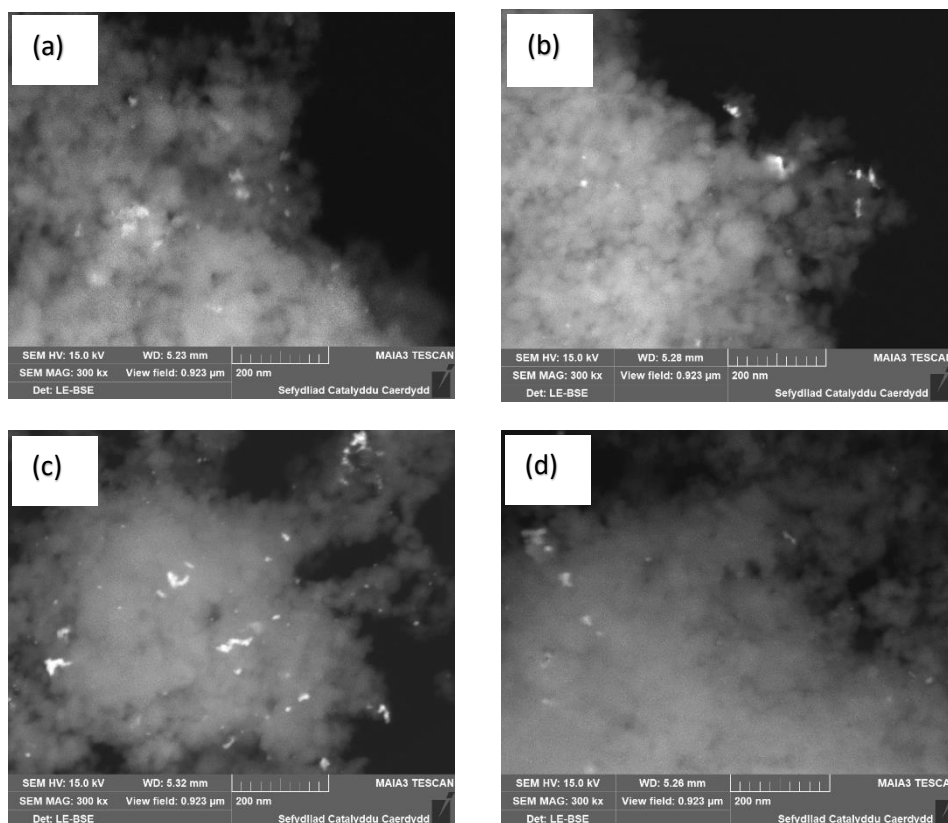 (a)
SEM HV: 15.0 kV WD: 5.23 mm MAIA3 TESCAN
SEM MAG: 300 kx View field: 0.923 µm 200 nm
Det: LE-BSE Sefydliad Catalyddu Caerdydd
(b)
SEM HV: 15.0 kV WD: 5.28 mm MAIA3 TESCAN
SEM MAG: 300 kx View field: 0.923 µm 200 nm
Det: LE-BSE Sefydliad Catalyddu Caerdydd
(c)
SEM HV: 15.0 kV WD: 5.32 mm MAIA3 TESCAN
SEM MAG: 300 kx View field: 0.923 µm 200 nm
Det: LE-BSE Sefydliad Catalyddu Caerdydd
(d)
SEM HV: 15.0 kV WD: 5.26 mm MAIA3 TESCAN
SEM MAG: 300 kx View field: 0.923 µm 200 nm
Det: LE-BSE Sefydliad Catalyddu Caerdydd